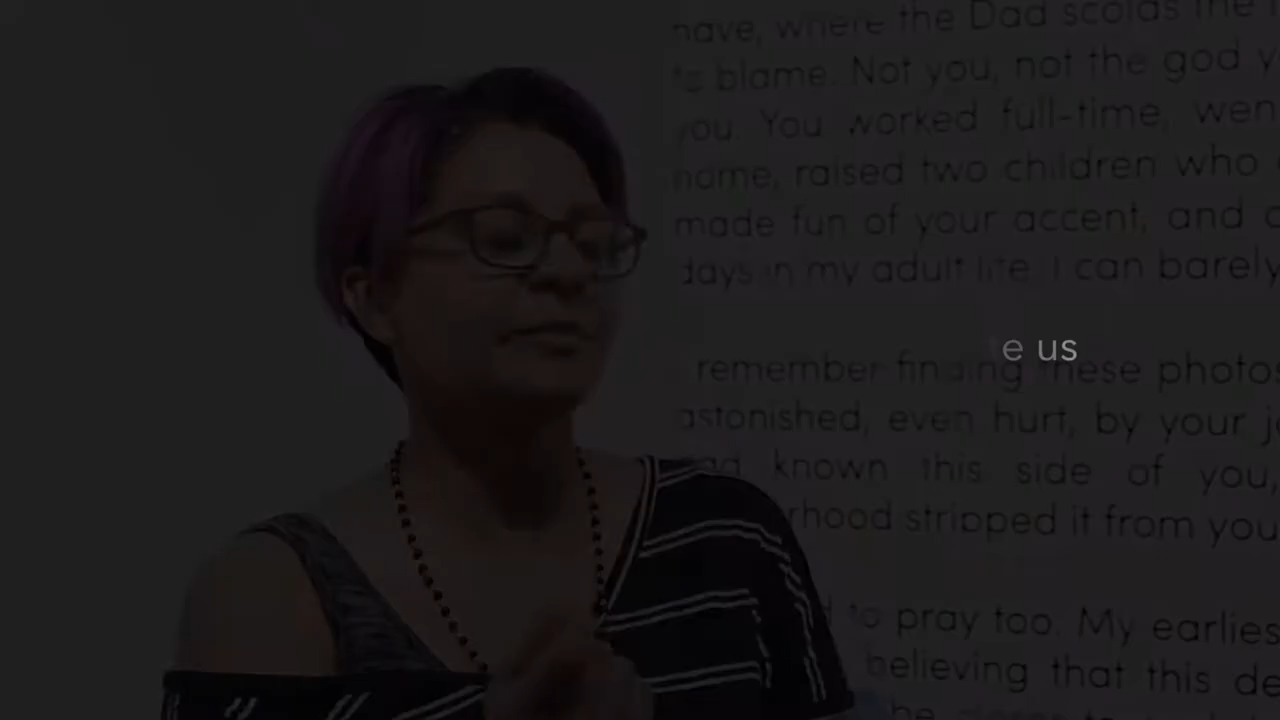 have, where the Dad scolds the
blame. Not you, not the god
you. You worked full-time,
home, raised two children who
made fun of your accent, and
days in my adult life. I can barely
e us
remember finding these photos
astonished, even hurt, by your
known this side of you,
stripped it from you
to pray too. My earlies
believing that this
be